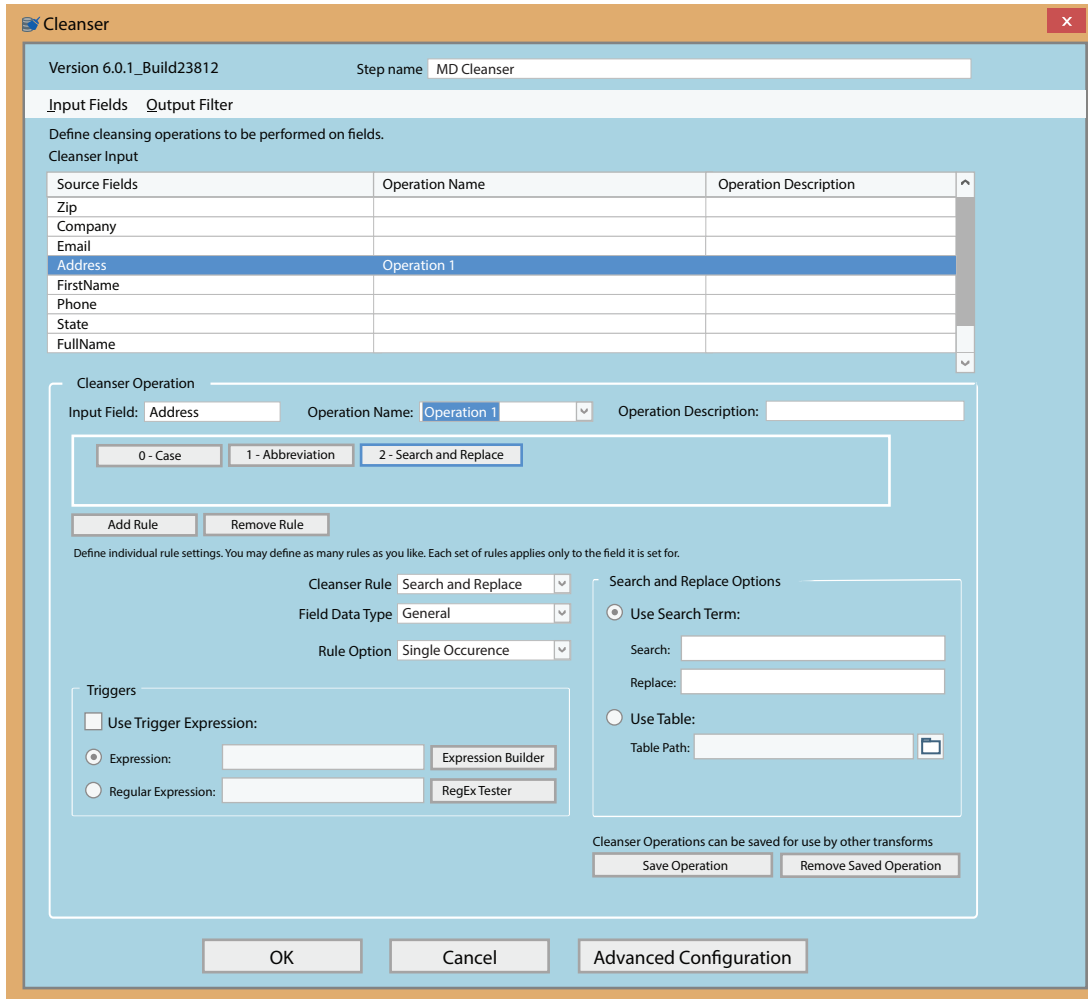 Cleanser
x
Version 6.0.1_Build23812
Step name MD Cleanser
Input Fields Output Filter
Define cleansing operations to be performed on fields.
Cleanser Input
Source Fields Operation Name Operation Description
Zip
Company
Email
Address Operation 1
FirstName
Phone
State
FullName
Cleanser Operation
Input Field: Address Operation Name: Operation 1 Operation Description:
0 - Case 1 - Abbreviation 2 - Search and Replace
Add Rule Remove Rule
Define individual rule settings. You may define as many rules as you like. Each set of rules applies only to the field it is set for.
Cleanser Rule Search and Replace
Field Data Type General
Rule Option Single Occurence
Search and Replace Options
Use Search Term:
Search:
Replace:
Use Table:
Table Path:
Triggers
Use Trigger Expression:
Expression: Expression Builder
Regular Expression: RegEx Tester
Cleanser Operations can be saved for use by other transforms
Save Operation Remove Saved Operation
OK Cancel Advanced Configuration